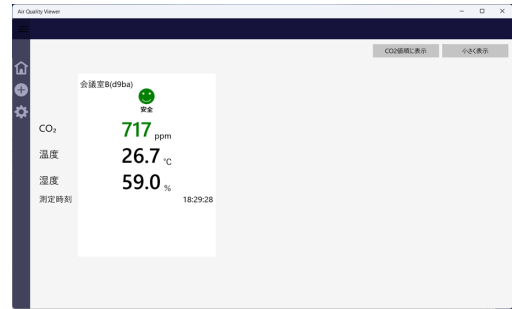 Air Quality Viewer
CO2値順に表示 小さく表示
会議室B(d9ba)
安全
CO₂ 717 ppm
温度 26.7 ℃
湿度 59.0 %
測定時刻 18:29:28